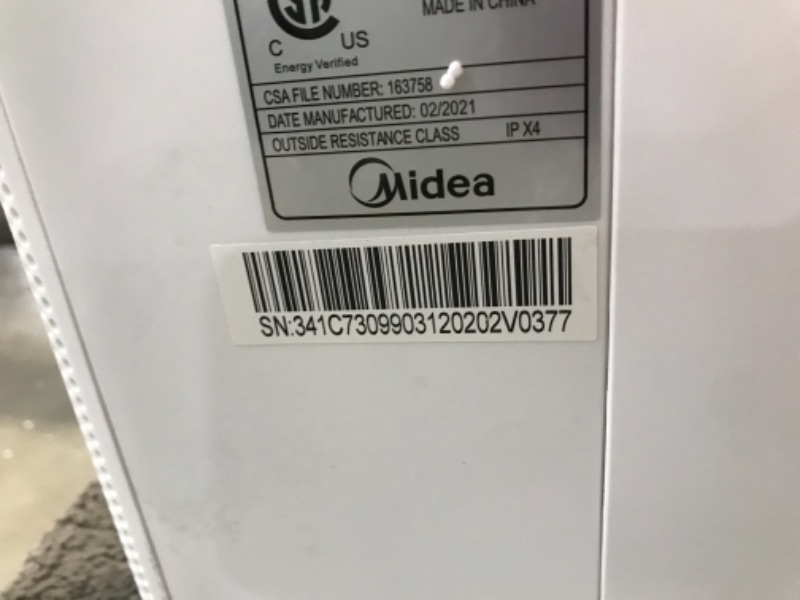 MADE IN CHINA
C US
Energy Verified
CSA FILE NUMBER: 163758
DATE MANUFACTURED: 02/2021
OUTSIDE RESISTANCE CLASS IP X4
Midea
SN:341C7309903120202V0377